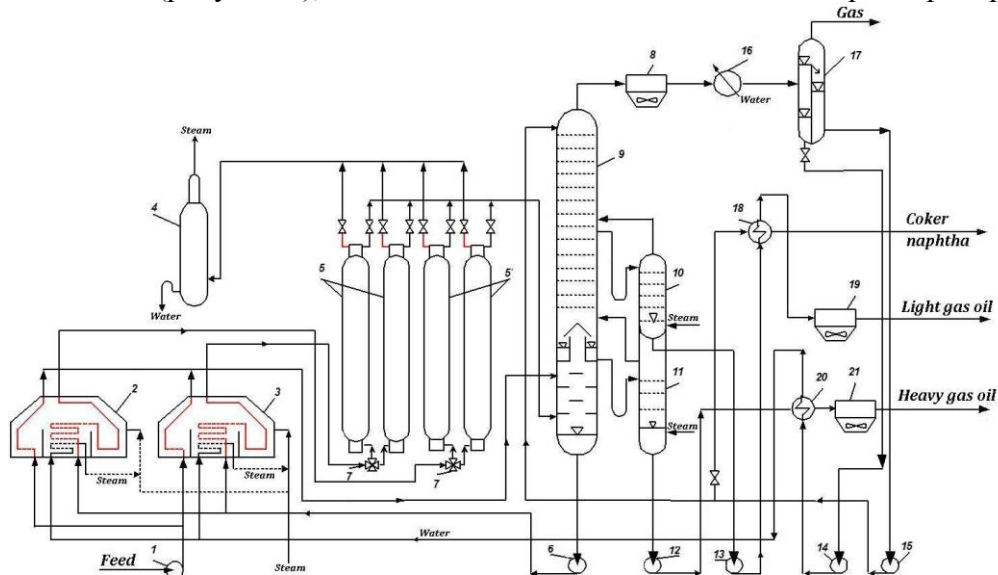 Gas
8
16
17
Water
Steam
9
4
18
Coker
naphtha
5
5'
10
19
Water
Steam
Light gas oil
11
2
3
20
21
Heavy gas oil
Steam
7
7
Steam
Steam
Water
1
6
12
13
14
15
Feed
Steam